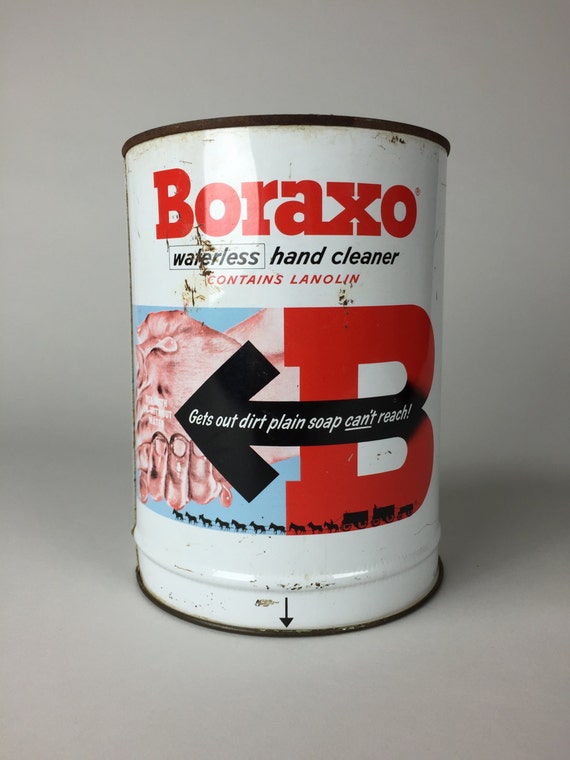 Boraxo®
waterless hand cleaner
CONTAINS LANOLIN
B
Gets out dirt plain soap can't reach!